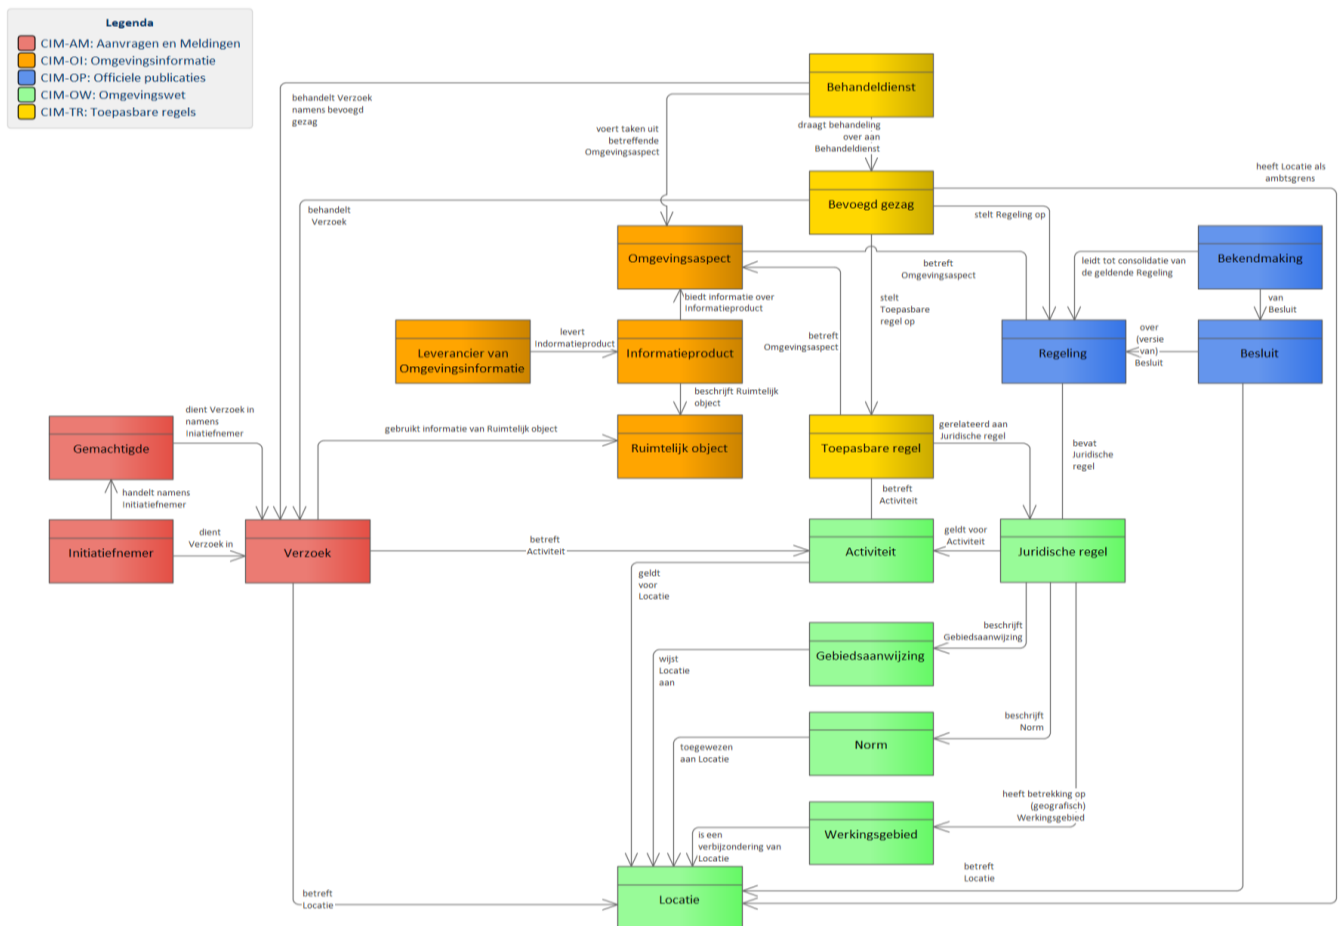 Legenda
CIM-AM: Aanvragen en Meldingen
CIM-OI: Omgevingsinformatie
CIM-OP: Officiele publicaties
CIM-OW: Omgevingswet
CIM-TR: Toepasbare regels
Behandeldienst
behandelt Verzoek
namens bevoegd
gezag
voert taken uit
betreffende
Omgevingsaspect
draagt behandeling
over aan
Behandeldienst
heeft Locatie als
ambtsgrens
Bevoegd gezag
behandelt
Verzoek
stelt Regeling op
Omgevingsaspect
betreft
Omgevingsaspect
leidt tot consolidatie van
de geldende Regeling
Bekendmaking
biedt informatie over
Informatieproduct
stelt
Toepasbare
regel op
van
Besluit
Leverancier van
Omgevingsinformatie
levert
Indormatieproduct
Informatieproduct
betreft
Omgevingsaspect
Regeling
over
(versie
van)
Besluit
Besluit
beschrijft Ruimtelijk
object
dient Verzoek in
namens
Iniatiefnemer
Gemachtigde
gebruikt informatie van Ruimtelijk object
Ruimtelijk object
Toepasbare regel
gerelateerd aan
Juridische regel
bevat
Juridische
regel
handelt namens
Initiatiefnemer
betreft
Activiteit
Initiatiefnemer
dient
Verzoek in
Verzoek
betreft
Activiteit
Activiteit
geldt voor
Activiteit
Juridische regel
geldt
voor
Locatie
beschrijft
Gebiedsaanwijzing
Gebiedsaanwijzing
wijst
Locatie
aan
beschrijft
Norm
Norm
toegewezen
aan Locatie
heeft betrekking op
(geografisch)
Werkingsgebied
Werkingsgebied
is een
verbijzondering van
Locatie
betreft
Locatie
betreft
Locatie
Locatie